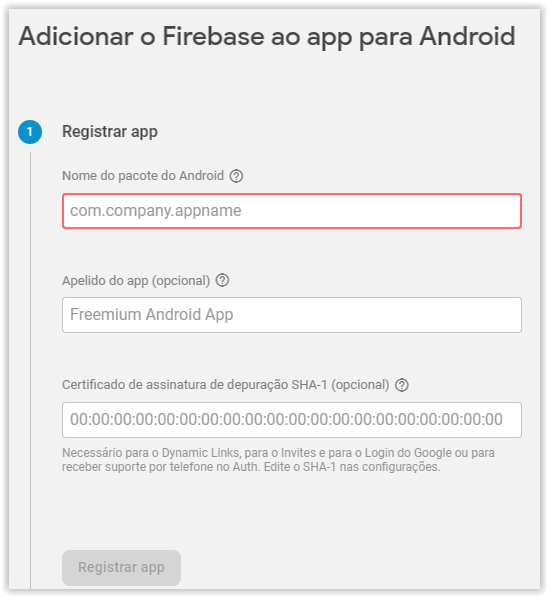 Adicionar o Firebase ao app para Android
1 Registrar app
Nome do pacote do Android ?
com.company.appname
Apelido do app (opcional) ?
Freemium Android App
Certificado de assinatura de depuração SHA-1 (opcional) ?
00:00:00:00:00:00:00:00:00:00:00:00:00:00:00:00:00:00:00:00
Necessário para o Dynamic Links, para o Invites e para o Login do Google ou para
receber suporte por telefone no Auth. Edite o SHA-1 nas configurações.
Registrar app